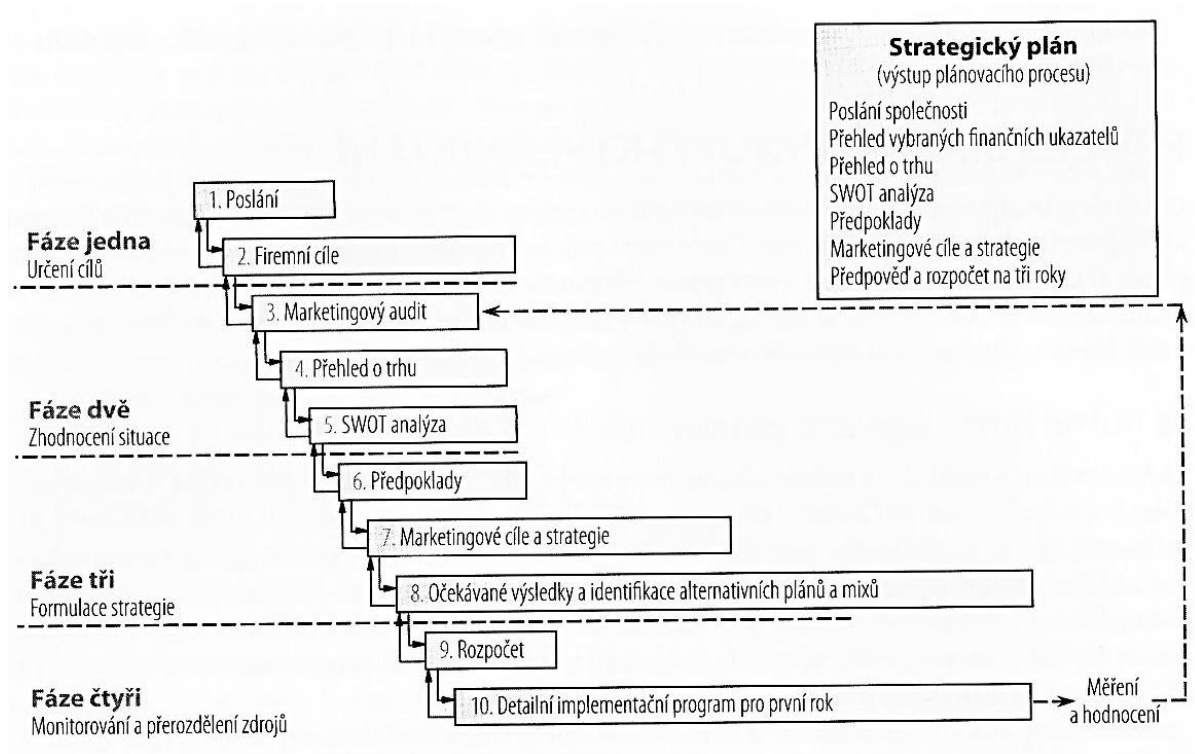 Strategický plán
(výstup plánovacího procesu)
Poslání společnosti
Přehled vybraných finančních ukazatelů
Přehled o trhu
SWOT analýza
Předpoklady
Marketingové cíle a strategie
Předpověď a rozpočet na tři roky
1. Poslání
Fáze jedna
Určení cílů
2. Firemní cíle
3. Marketingový audit
4. Přehled o trhu
Fáze dvě
Zhodnocení situace
5. SWOT analýza
6. Předpoklady
7. Marketingové cíle a strategie
Fáze tři
Formulace strategie
8. Očekávané výsledky a identifikace alternativních plánů a mixů
9. Rozpočet
Fáze čtyři
Monitorování a přerozdělení zdrojů
10. Detailní implementační program pro první rok
Měření
a hodnocení